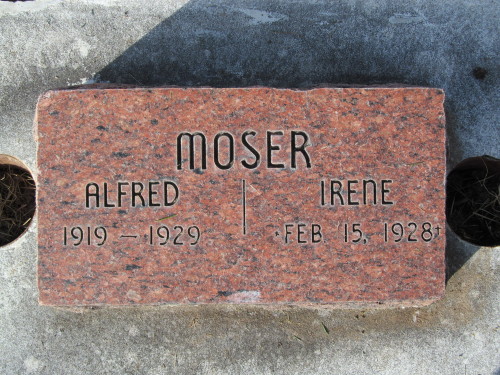 MOSER
ALFRED IRENE
1919 — 1929 *FEB. 15, 1928†